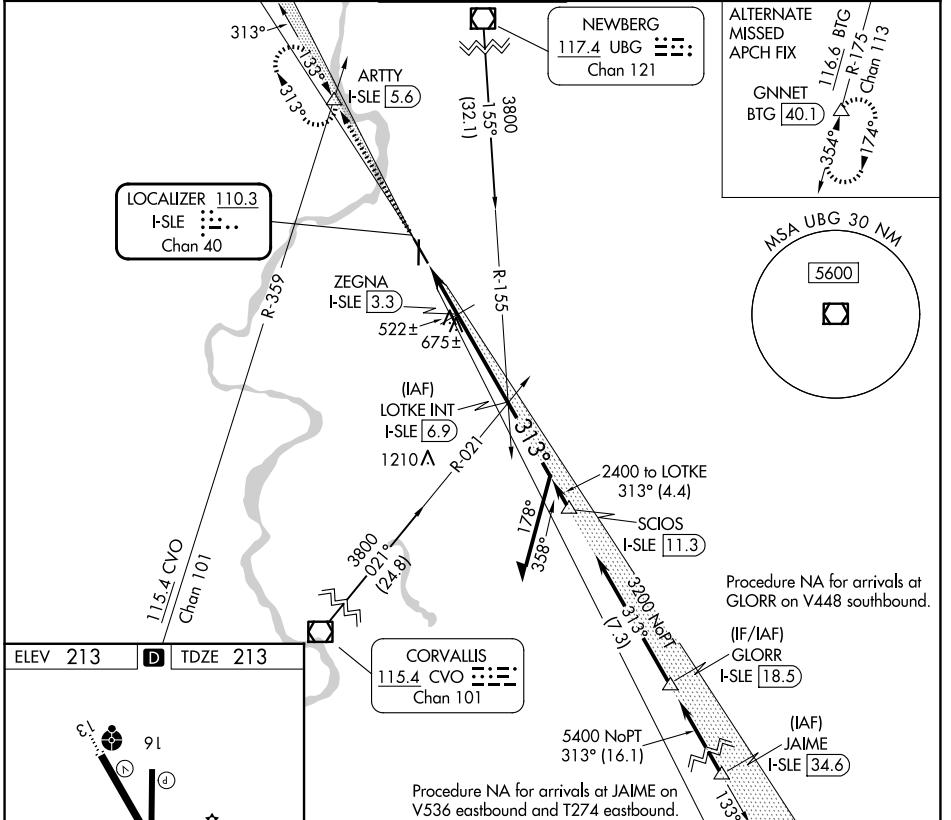 313°
133°
313°
ARTTY
I-SLE 5.6
3800
155°
(32.1)
NEWBERG
117.4 UBG
Chan 121
ALTERNATE
MISSED
APCH FIX
116.6 BTG
R-175
Chan 113
GNNET
BTG 40.1
354°
174°
LOCALIZER 110.3
I-SLE
Chan 40
R-359
MSA UBG 30 NM
5600
ZEGNA
I-SLE 3.3
522±
675±
R-155
(IAF)
LOTKE INT
I-SLE 6.9
1210
R-021
313°
2400 to LOTKE
313° (4.4)
SCIOS
I-SLE 11.3
178°
358°
3800
021°
(24.8)
115.4 CVO
Chan 101
3200 NoPT
313°
(7.3)
Procedure NA for arrivals at
GLORR on V448 southbound.
(IF/IAF)
GLORR
I-SLE 18.5
CORVALLIS
115.4 CVO
Chan 101
ELEV 213 D TDZE 213
5400 NoPT
313° (16.1)
(IAF)
JAIME
I-SLE 34.6
133°
Procedure NA for arrivals at JAIME on
V536 eastbound and T274 eastbound.
13
V
16
P